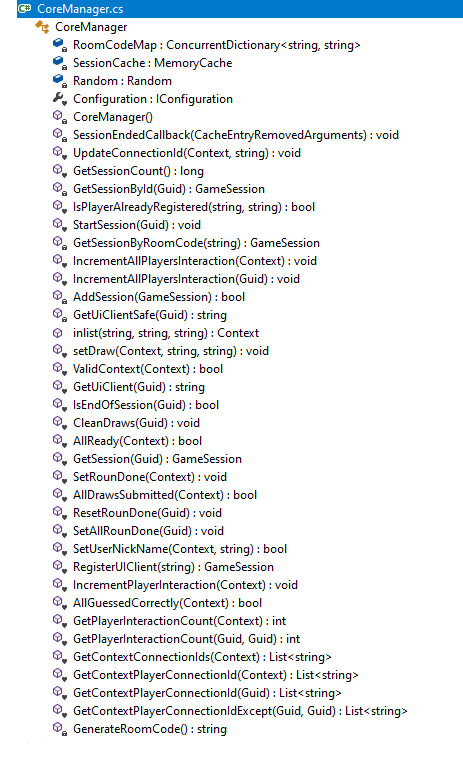 CoreManager.cs
CoreManager
RoomCodeMap : ConcurrentDictionary<string, string>
SessionCache : MemoryCache
Random : Random
Configuration : IConfiguration
CoreManager()
SessionEndedCallback(CacheEntryRemovedArguments) : void
UpdateConnectionId(Context, string) : void
GetSessionCount() : long
GetSessionById(Guid) : GameSession
IsPlayerAlreadyRegistered(string, string) : bool
StartSession(Guid) : void
GetSessionByRoomCode(string) : GameSession
IncrementAllPlayersInteraction(Context) : void
IncrementAllPlayersInteraction(Guid) : void
AddSession(GameSession) : bool
GetUiClientSafe(Guid) : string
inlist(string, string, string) : Context
setDraw(Context, string, string) : void
ValidContext(Context) : bool
GetUiClient(Guid) : string
IsEndOfSession(Guid) : bool
CleanDraws(Guid) : void
AllReady(Context) : bool
GetSession(Guid) : GameSession
SetRounDone(Context) : void
AllDrawsSubmitted(Context) : bool
ResetRounDone(Guid) : void
SetAllRounDone(Guid) : void
SetUserNickName(Context, string) : bool
RegisterUIClient(string) : GameSession
IncrementPlayerInteraction(Context) : void
AllGuessedCorrectly(Context) : bool
GetPlayerInteractionCount(Context) : int
GetPlayerInteractionCount(Guid, Guid) : int
GetContextConnectionIds(Context) : List<string>
GetContextPlayerConnectionId(Context) : List<string>
GetContextPlayerConnectionId(Guid) : List<string>
GetContextPlayerConnectionIdExcept(Guid, Guid) : List<string>
GenerateRoomCode() : string